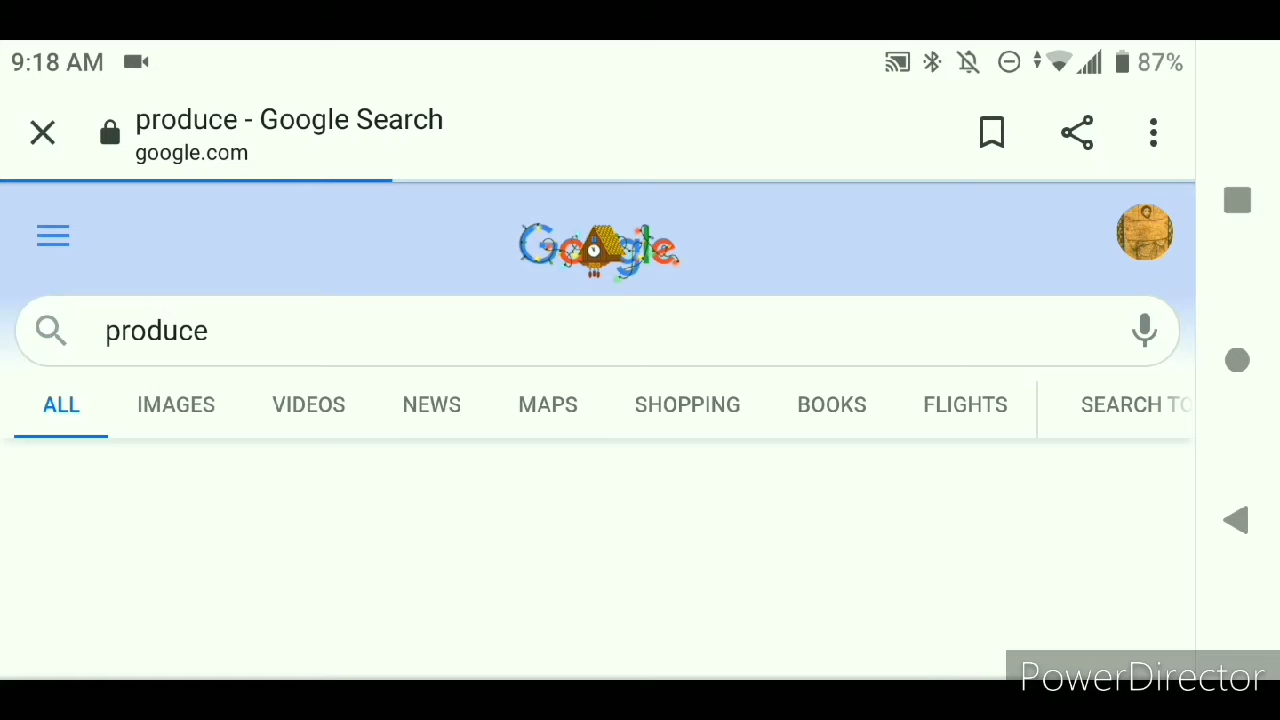 9:18 AM 87%
produce - Google Search
google.com
Google
produce
ALL IMAGES VIDEOS NEWS MAPS SHOPPING BOOKS FLIGHTS SEARCH TO
PowerDirector